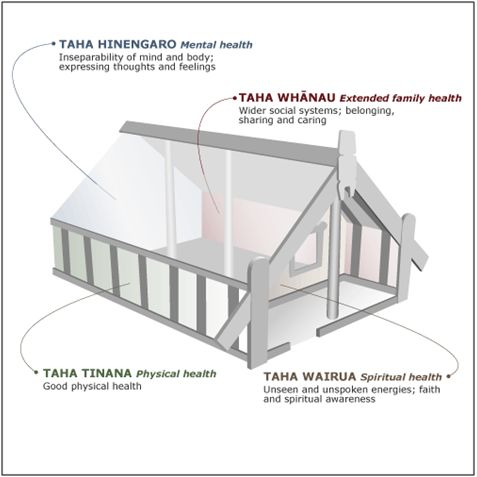 TAHA HINENGARO Mental health
Inseparability of mind and body;
expressing thoughts and feelings
TAHA WHĀNAU Extended family health
Wider social systems; belonging,
sharing and caring
TAHA TINANA Physical health
Good physical health
TAHA WAIRUA Spiritual health
Unseen and unspoken energies; faith
and spiritual awareness